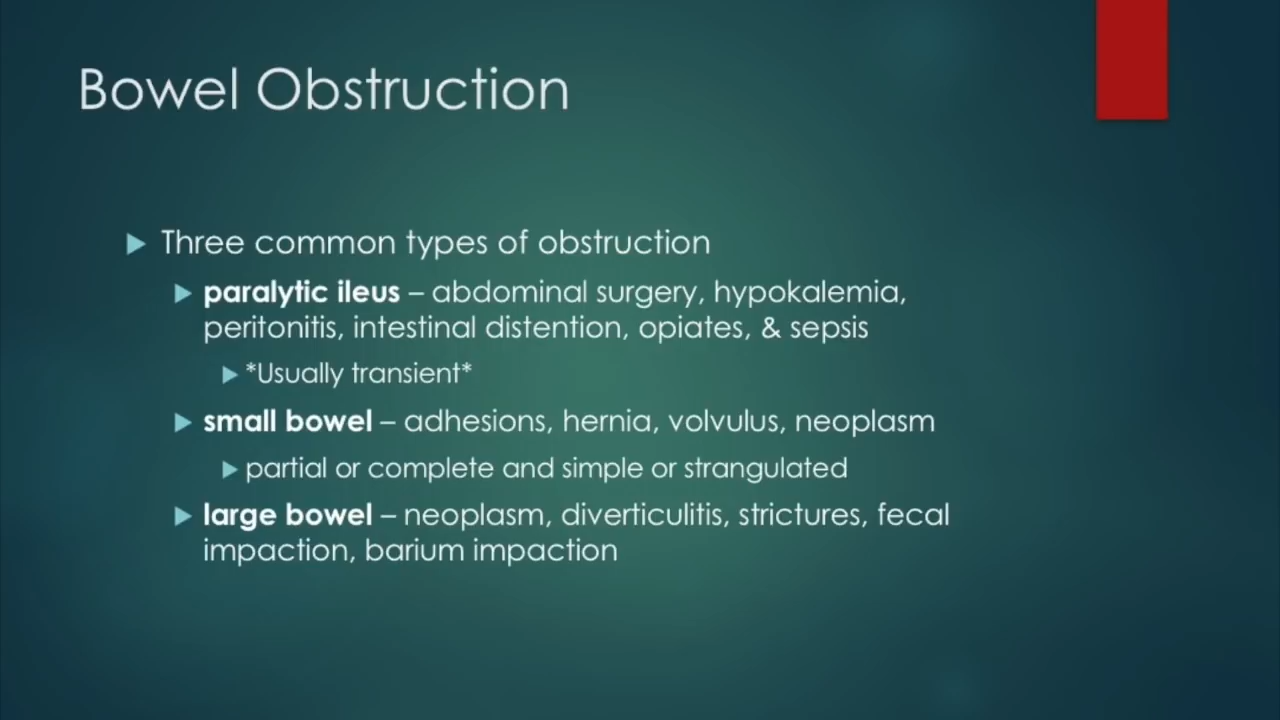 Bowel Obstruction
Three common types of obstruction
paralytic ileus – abdominal surgery, hypokalemia,
peritonitis, intestinal distention, opiates, & sepsis
*Usually transient*
small bowel – adhesions, hernia, volvulus, neoplasm
partial or complete and simple or strangulated
large bowel – neoplasm, diverticulitis, strictures, fecal
impaction, barium impaction